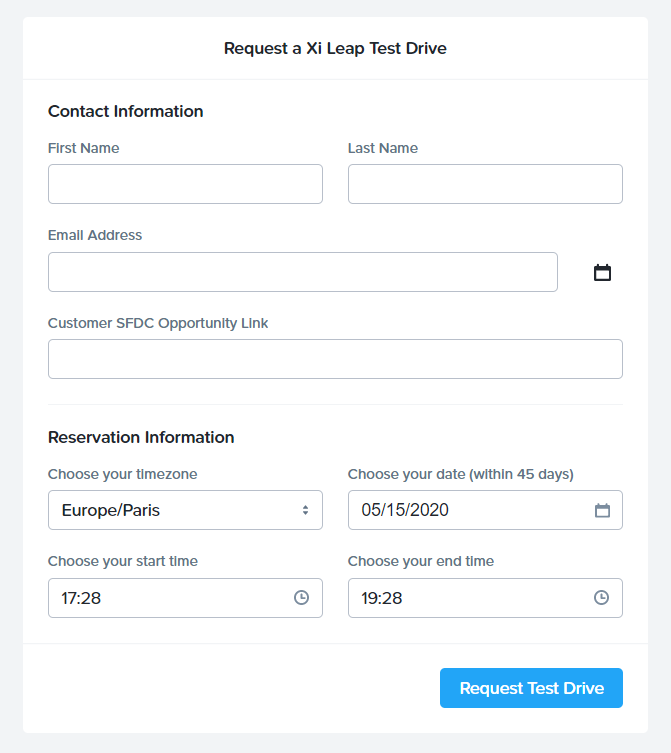 Request a Xi Leap Test Drive
Contact Information
First Name Last Name
Email Address
Customer SFDC Opportunity Link
Reservation Information
Choose your timezone Choose your date (within 45 days)
Europe/Paris 05/15/2020
Choose your start time Choose your end time
17:28 19:28
Request Test Drive